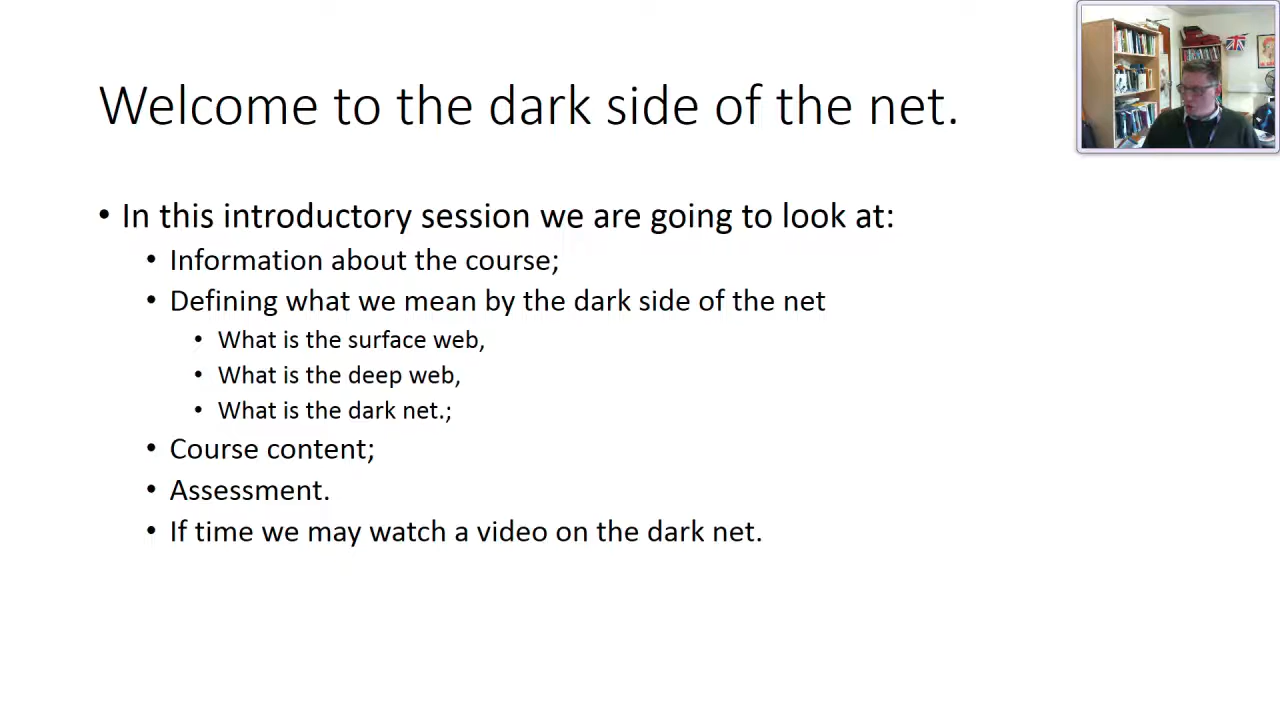 Welcome to the dark side of the net.
• In this introductory session we are going to look at:
• Information about the course;
• Defining what we mean by the dark side of the net
• What is the surface web,
• What is the deep web,
• What is the dark net.;
• Course content;
• Assessment.
• If time we may watch a video on the dark net.